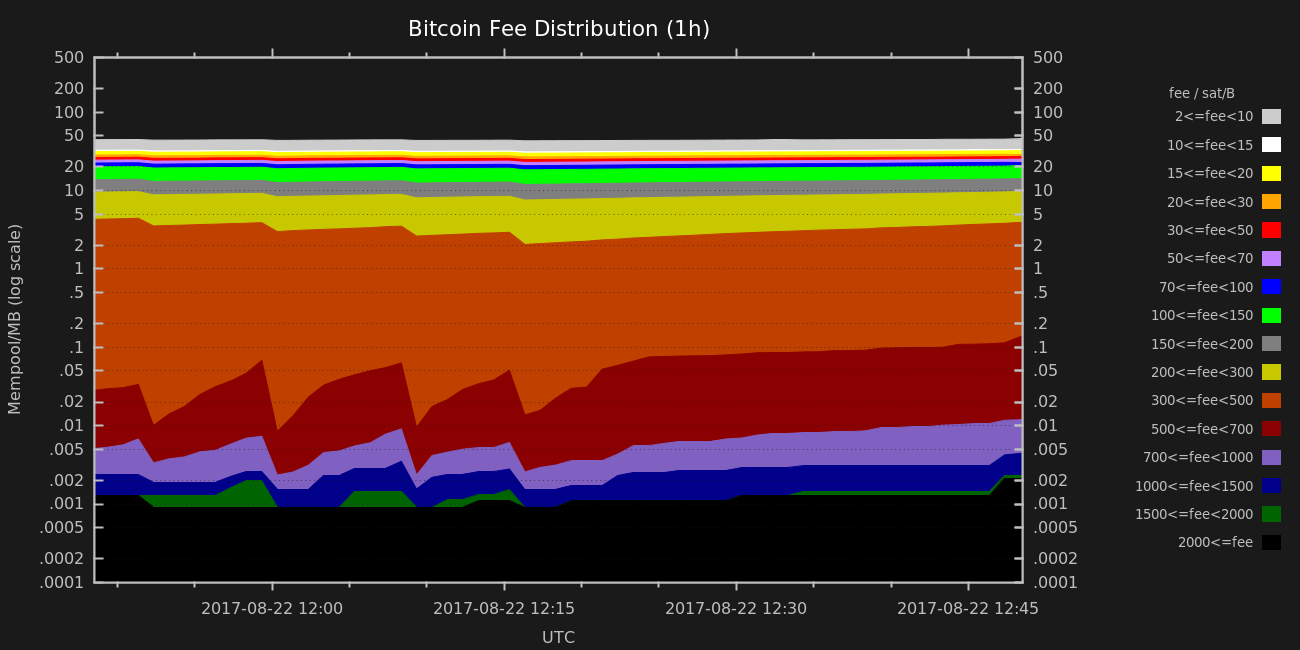 Bitcoin Fee Distribution (1h)
Mempool/MB (log scale)
500
200
100
50
20
10
5
2
1
.5
.2
.1
.05
.02
.01
.005
.002
.001
.0005
.0002
.0001
500
200
100
50
20
10
5
2
1
.5
.2
.1
.05
.02
.01
.005
.002
.001
.0005
.0002
.0001
2017-08-22 12:00
2017-08-22 12:15
2017-08-22 12:30
2017-08-22 12:45
UTC
fee / sat/B
2<=fee<10
10<=fee<15
15<=fee<20
20<=fee<30
30<=fee<50
50<=fee<70
70<=fee<100
100<=fee<150
150<=fee<200
200<=fee<300
300<=fee<500
500<=fee<700
700<=fee<1000
1000<=fee<1500
1500<=fee<2000
2000<=fee